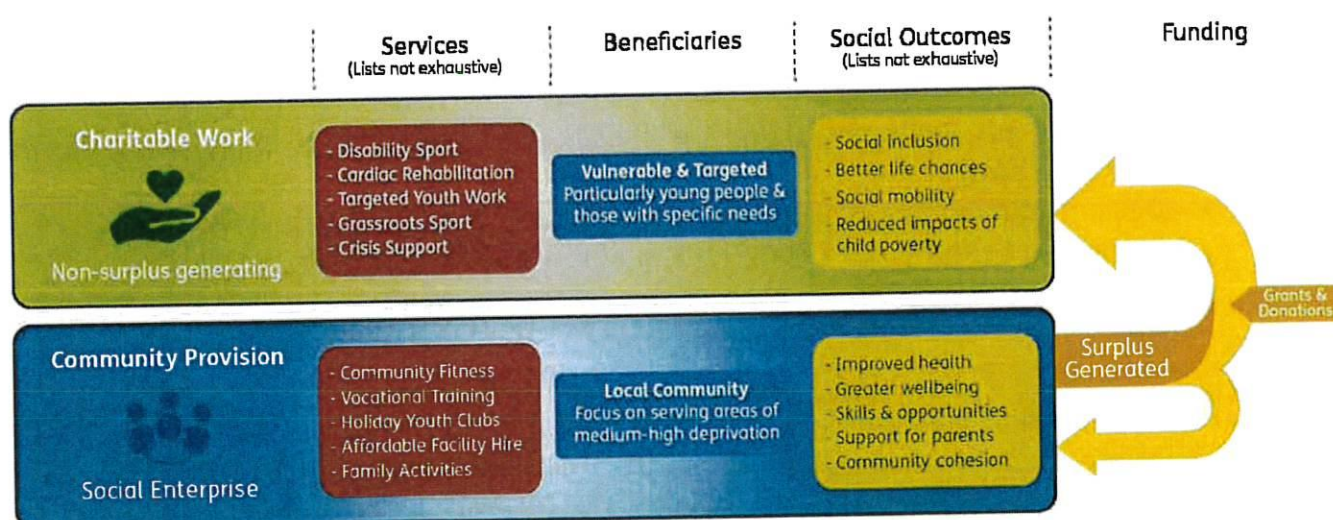 Services
(Lists not exhaustive)
Beneficiaries
Social Outcomes
(Lists not exhaustive)
Funding
Charitable Work
Non-surplus generating
- Disability Sport
- Cardiac Rehabilitation
- Targeted Youth Work
- Grassroots Sport
- Crisis Support
Vulnerable & Targeted
Particularly young people &
those with specific needs
- Social inclusion
- Better life chances
- Social mobility
- Reduced impacts of
child poverty
Grants &
Donations
Community Provision
Social Enterprise
- Community Fitness
- Vocational Training
- Holiday Youth Clubs
- Affordable Facility Hire
- Family Activities
Local Community
Focus on serving areas of
medium-high deprivation
- Improved health
- Greater wellbeing
- Skills & opportunities
- Support for parents
- Community cohesion
Surplus
Generated